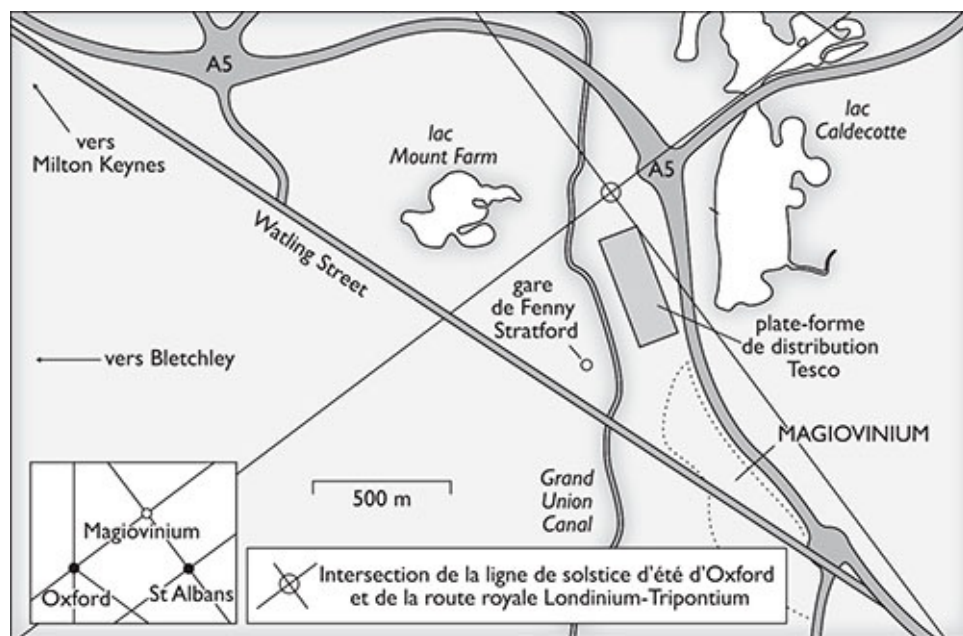 A5
lac
Mount Farm
lac
Caldecotte
A5
vers
Milton Keynes
Watling Street
gare
de Fenny
Stratford
plate-forme
de distribution
Tesco
vers Bletchley
MAGIOVINIUM
500 m
Grand
Union
Canal
Magiovinium
Oxford
St Albans
Intersection de la ligne de solstice d'été d'Oxford
et de la route royale Londinium-Tripontium